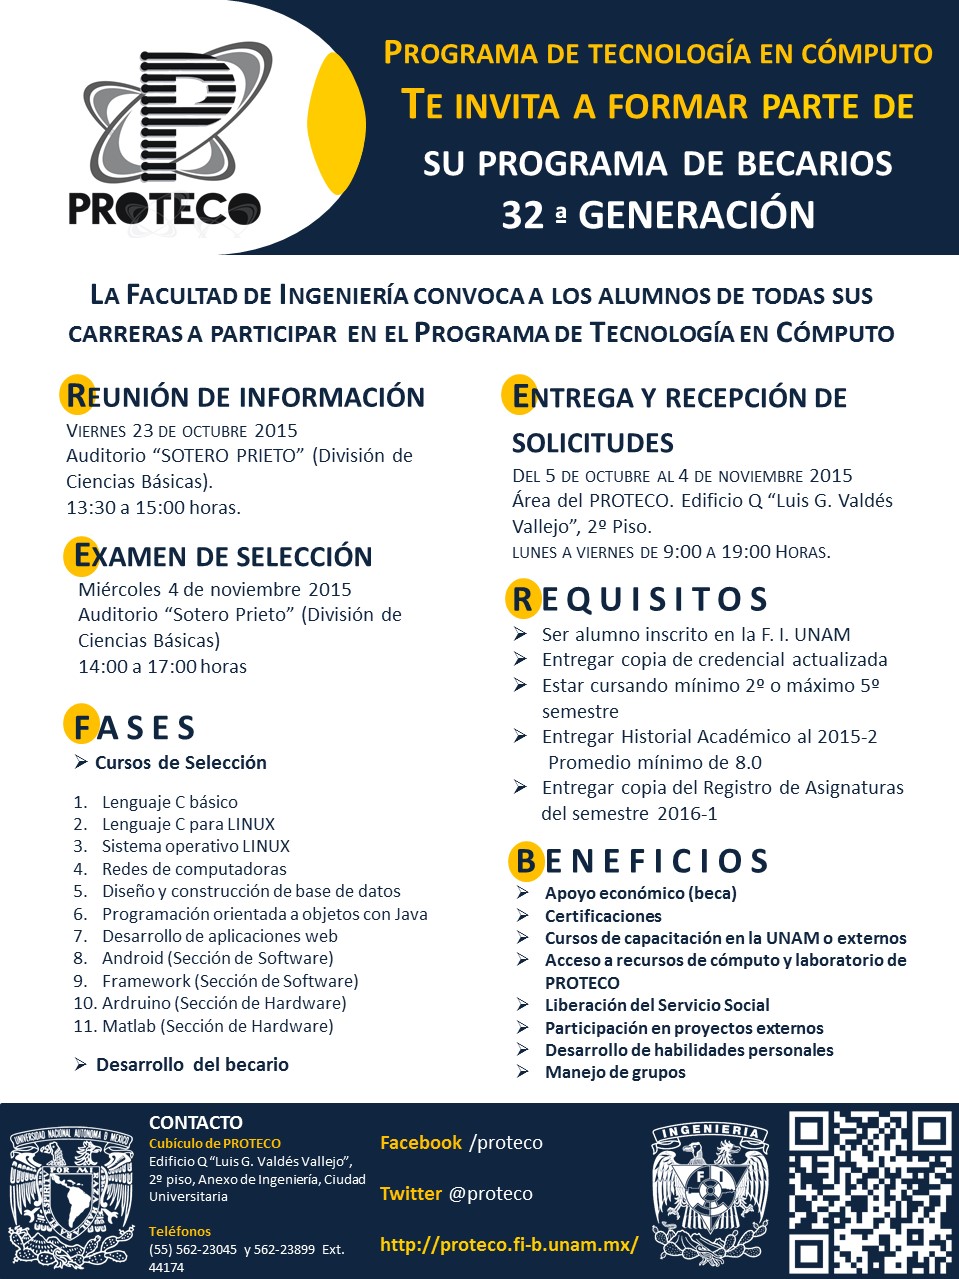 PROTECO
PROGRAMA DE TECNOLOGÍA EN CÓMPUTO
TE INVITA A FORMAR PARTE DE
SU PROGRAMA DE BECARIOS
32 ª GENERACIÓN
LA FACULTAD DE INGENIERÍA CONVOCA A LOS ALUMNOS DE TODAS SUS
CARRERAS A PARTICIPAR EN EL PROGRAMA DE TECNOLOGÍA EN CÓMPUTO
REUNIÓN DE INFORMACIÓN
VIERNES 23 DE OCTUBRE 2015
Auditorio “SOTERO PRIETO” (División de
Ciencias Básicas).
13:30 a 15:00 horas.
EXAMEN DE SELECCIÓN
Miércoles 4 de noviembre 2015
Auditorio “Sotero Prieto” (División de
Ciencias Básicas)
14:00 a 17:00 horas
FASES
Cursos de Selección
1. Lenguaje C básico
2. Lenguaje C para LINUX
3. Sistema operativo LINUX
4. Redes de computadoras
5. Diseño y construcción de base de datos
6. Programación orientada a objetos con Java
7. Desarrollo de aplicaciones web
8. Android (Sección de Software)
9. Framework (Sección de Software)
10. Ardruino (Sección de Hardware)
11. Matlab (Sección de Hardware)
Desarrollo del becario
ENTREGA Y RECEPCIÓN DE
SOLICITUDES
DEL 5 DE OCTUBRE AL 4 DE NOVIEMBRE 2015
Área del PROTECO. Edificio Q “Luis G. Valdés
Vallejo”, 2º Piso.
LUNES A VIERNES DE 9:00 A 19:00 HORAS.
REQUISITOS
Ser alumno inscrito en la F. I. UNAM
Entregar copia de credencial actualizada
Estar cursando mínimo 2º o máximo 5º
semestre
Entregar Historial Académico al 2015-2
Promedio mínimo de 8.0
Entregar copia del Registro de Asignaturas
del semestre 2016-1
BENEFICIOS
Apoyo económico (beca)
Certificaciones
Cursos de capacitación en la UNAM o externos
Acceso a recursos de cómputo y laboratorio de
PROTECO
Liberación del Servicio Social
Participación en proyectos externos
Desarrollo de habilidades personales
Manejo de grupos
UNIVERSIDAD NACIONAL AUTONOMA DE MEXICO
POR MI
CONTACTO
Cubículo de PROTECO
Edificio Q “Luis G. Valdés Vallejo”,
2º piso, Anexo de Ingeniería, Ciudad
Universitaria
Teléfonos
(55) 562-23045 y 562-23899 Ext.
44174
Facebook /proteco
Twitter @proteco
http://proteco.fi-b.unam.mx/
INGENIERIA